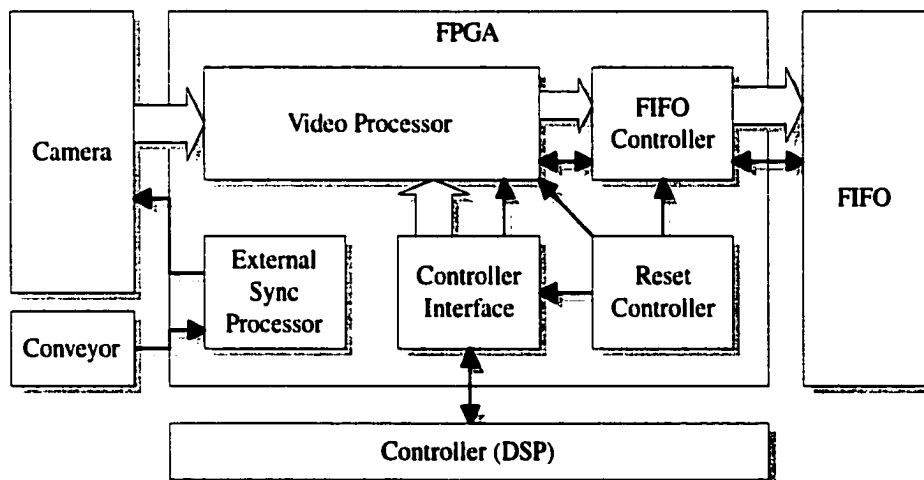 FPGA
Camera
Video Processor
FIFO
Controller
FIFO
External
Sync
Processor
Controller
Interface
Reset
Controller
Conveyor
Controller (DSP)